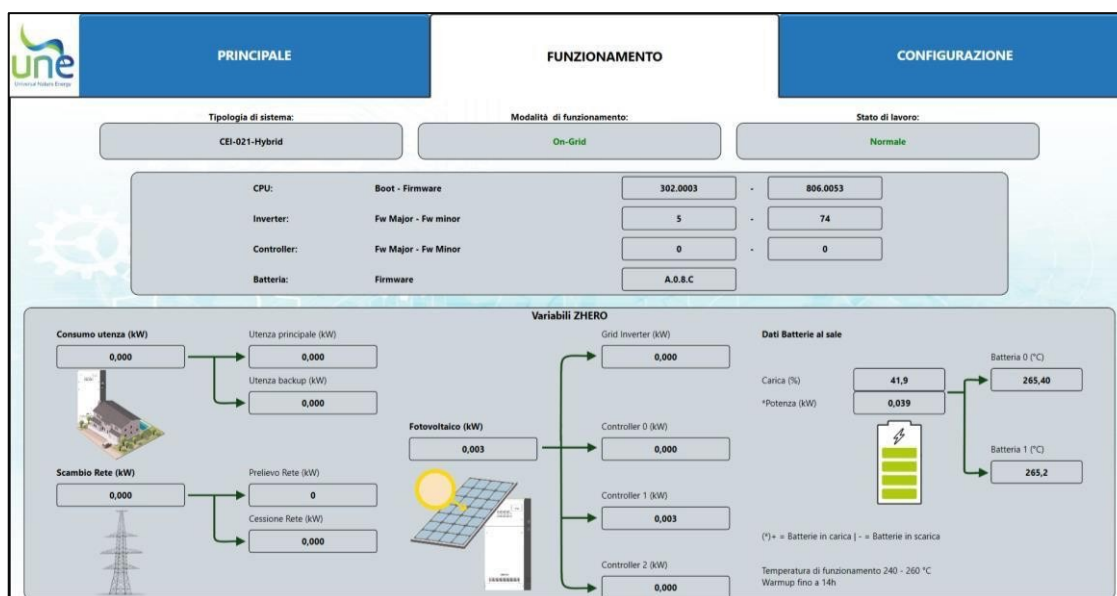 une
Universal Nature Energy
PRINCIPALE
FUNZIONAMENTO
CONFIGURAZIONE
Tipologia di sistema:
Modalità di funzionamento:
Stato di lavoro:
CEI-021-Hybrid
On-Grid
Normale
CPU: Boot - Firmware 302.0003 - 806.0053
Inverter: Fw Major - Fw minor 5 - 74
Controller: Fw Major - Fw Minor 0 - 0
Batteria: Firmware A.0.8.C
Variabili ZHERO
Consumo utenza (kW)
0,000
Utenza principale (kW)
0,000
Utenza backup (kW)
0,000
Scambio Rete (kW)
0,000
Prelievo Rete (kW)
0
Cessione Rete (kW)
0,000
Fotovoltaico (kW)
0,003
Grid Inverter (kW)
0,000
Controller 0 (kW)
0,000
Controller 1 (kW)
0,003
Controller 2 (kW)
0,000
Dati Batterie al sale
Carica (%) 41,9
*Potenza (kW) 0,039
Batteria 0 (°C)
265,40
Batteria 1 (°C)
265,2
(*)+ = Batterie in carica | - = Batterie in scarica
Temperatura di funzionamento 240 - 260 °C
Warmup fino a 14h